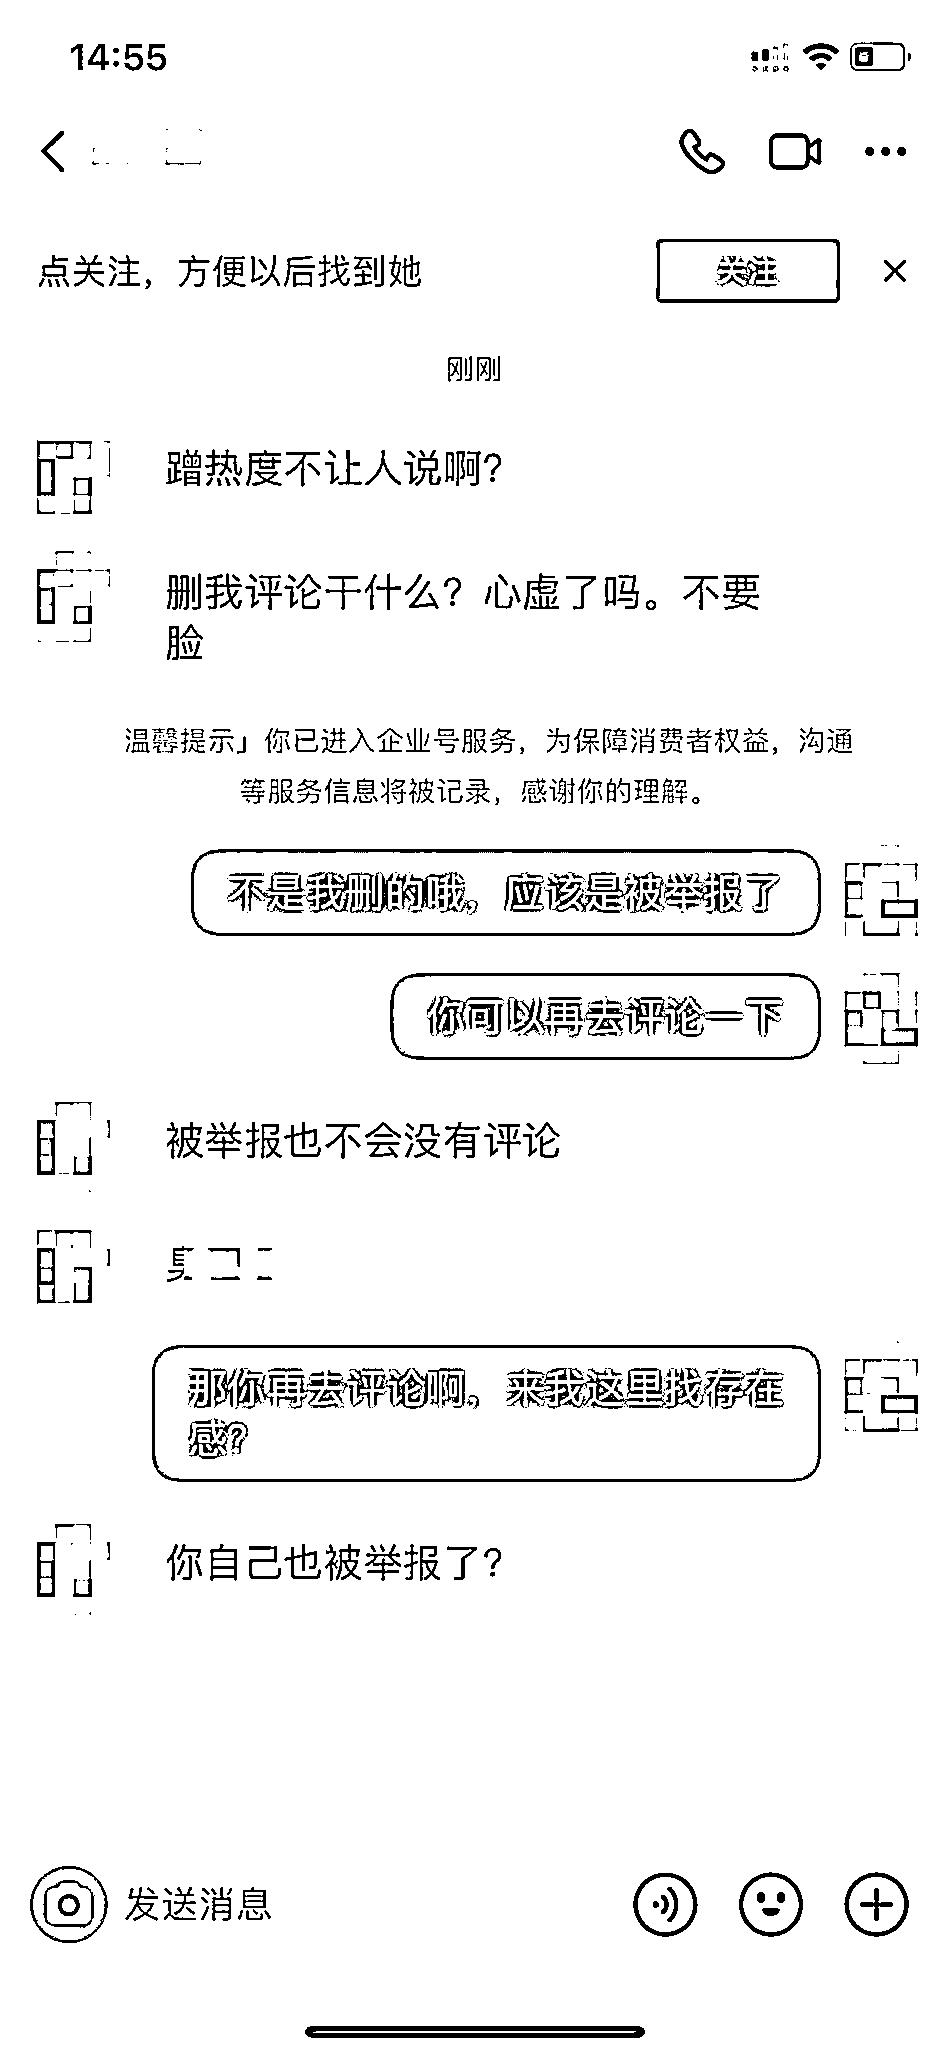 14:55
点关注，方便以后找到她
关注
刚刚
蹭热度不让人说啊？
删我评论干什么？心虚了吗。不要
脸
温馨提示」你已进入企业号服务，为保障消费者权益，沟通
等服务信息将被记录，感谢你的理解。
不是我删的哦，应该是被举报了
你可以再去评论一下
被举报也不会没有评论
那你再去评论啊。来我这里找存在
感？
你自己也被举报了？
发送消息